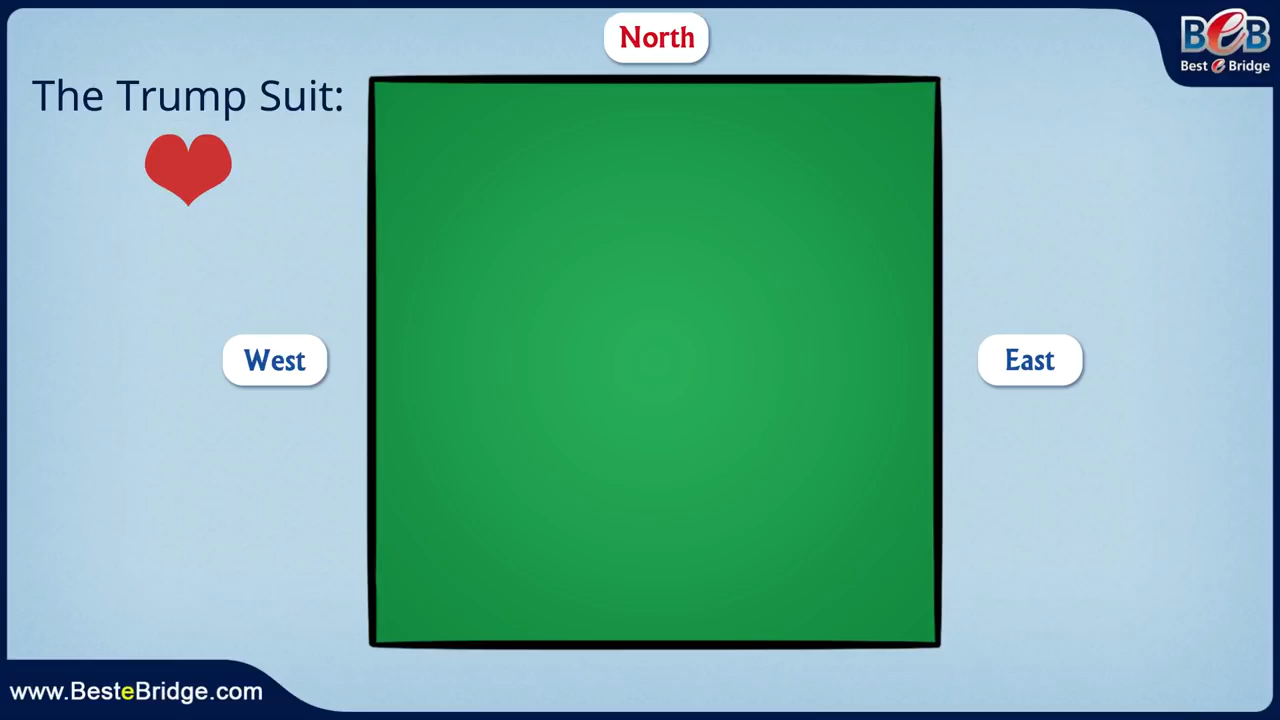 North
The Trump Suit:
BeB
Best e Bridge
West
East
www.BesteBridge.com